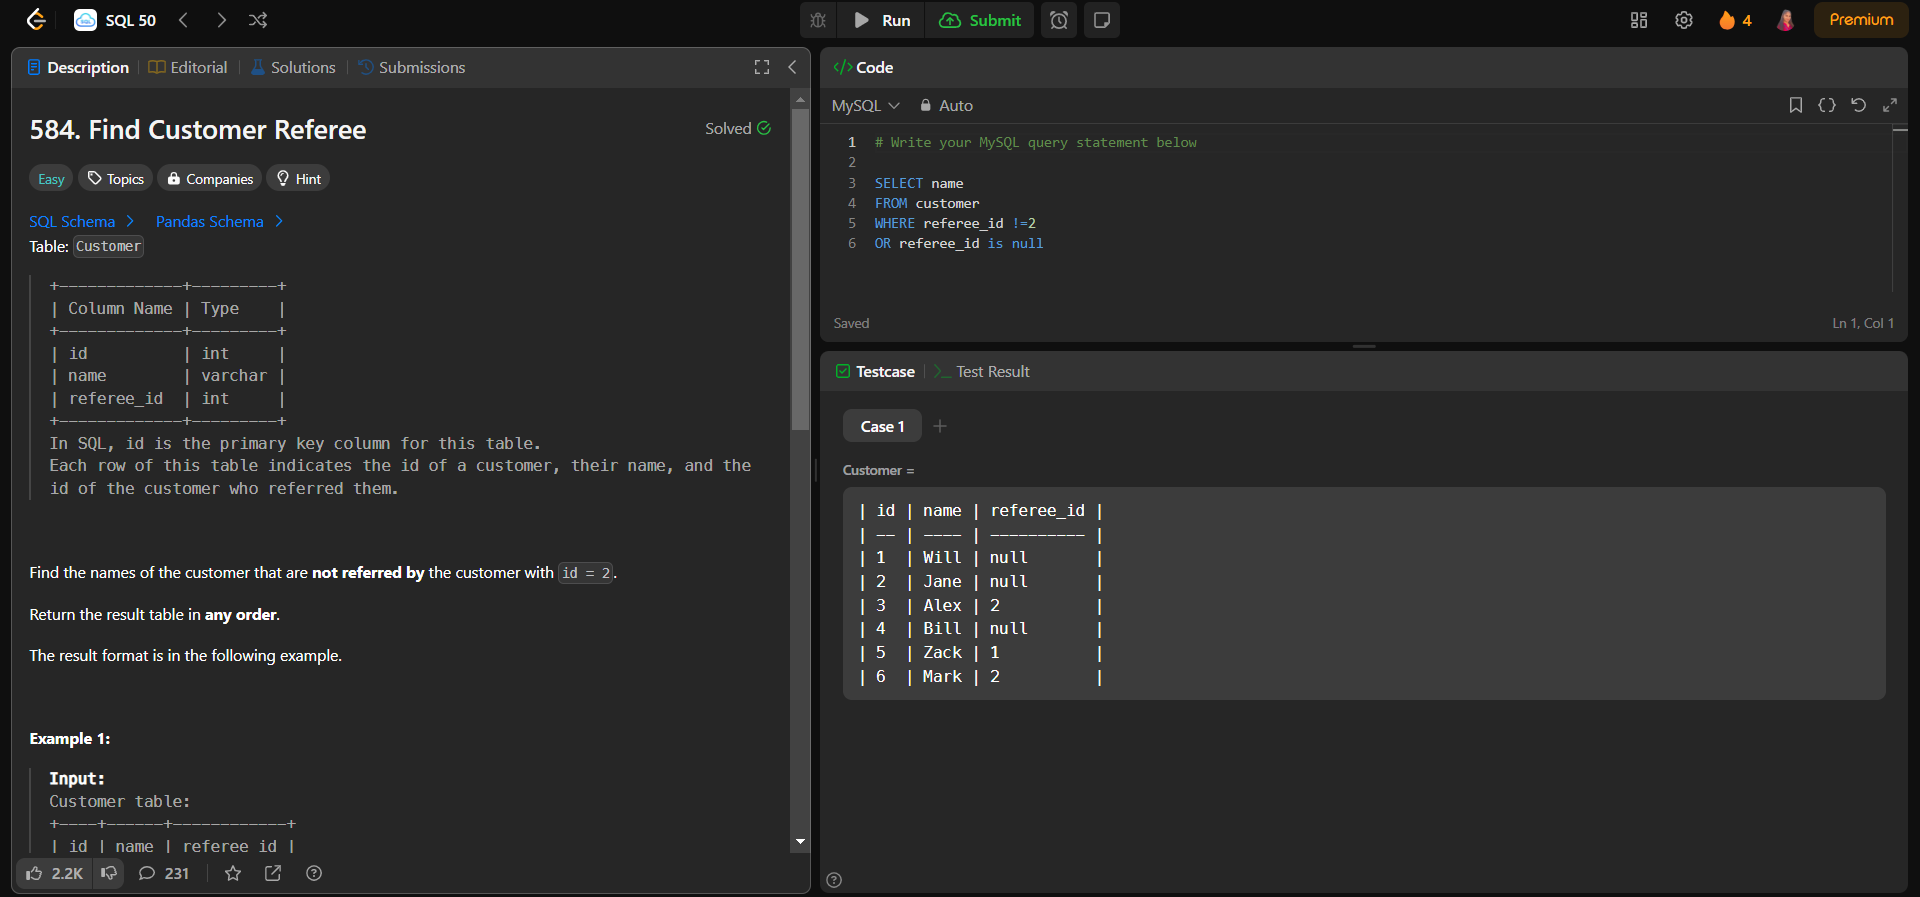 SQL 50
Run
Submit
4
Premium
Description
Editorial
Solutions
Submissions
584. Find Customer Referee
Solved
Easy
Topics
Companies
Hint
SQL Schema
Pandas Schema
Table: Customer
+-------------+---------+
| Column Name | Type    |
+-------------+---------+
| id          | int     |
| name        | varchar |
| referee_id  | int     |
+-------------+---------+
In SQL, id is the primary key column for this table.
Each row of this table indicates the id of a customer, their name, and the
id of the customer who referred them.
Find the names of the customer that are not referred by the customer with id = 2.
Return the result table in any order.
The result format is in the following example.
Example 1:
Input:
Customer table:
+----+------+------------+
| id | name | referee_id |
2.2K
231
</> Code
MySQL
Auto
1 # Write your MySQL query statement below
2
3 SELECT name
4 FROM customer
5 WHERE referee_id !=2
6 OR referee_id is null
Saved
Ln 1, Col 1
Testcase
>_ Test Result
Case 1
+
Customer =
| id | name | referee_id |
| -- | ---- | ---------- |
| 1  | Will | null       |
| 2  | Jane | null       |
| 3  | Alex | 2          |
| 4  | Bill | null       |
| 5  | Zack | 1          |
| 6  | Mark | 2          |